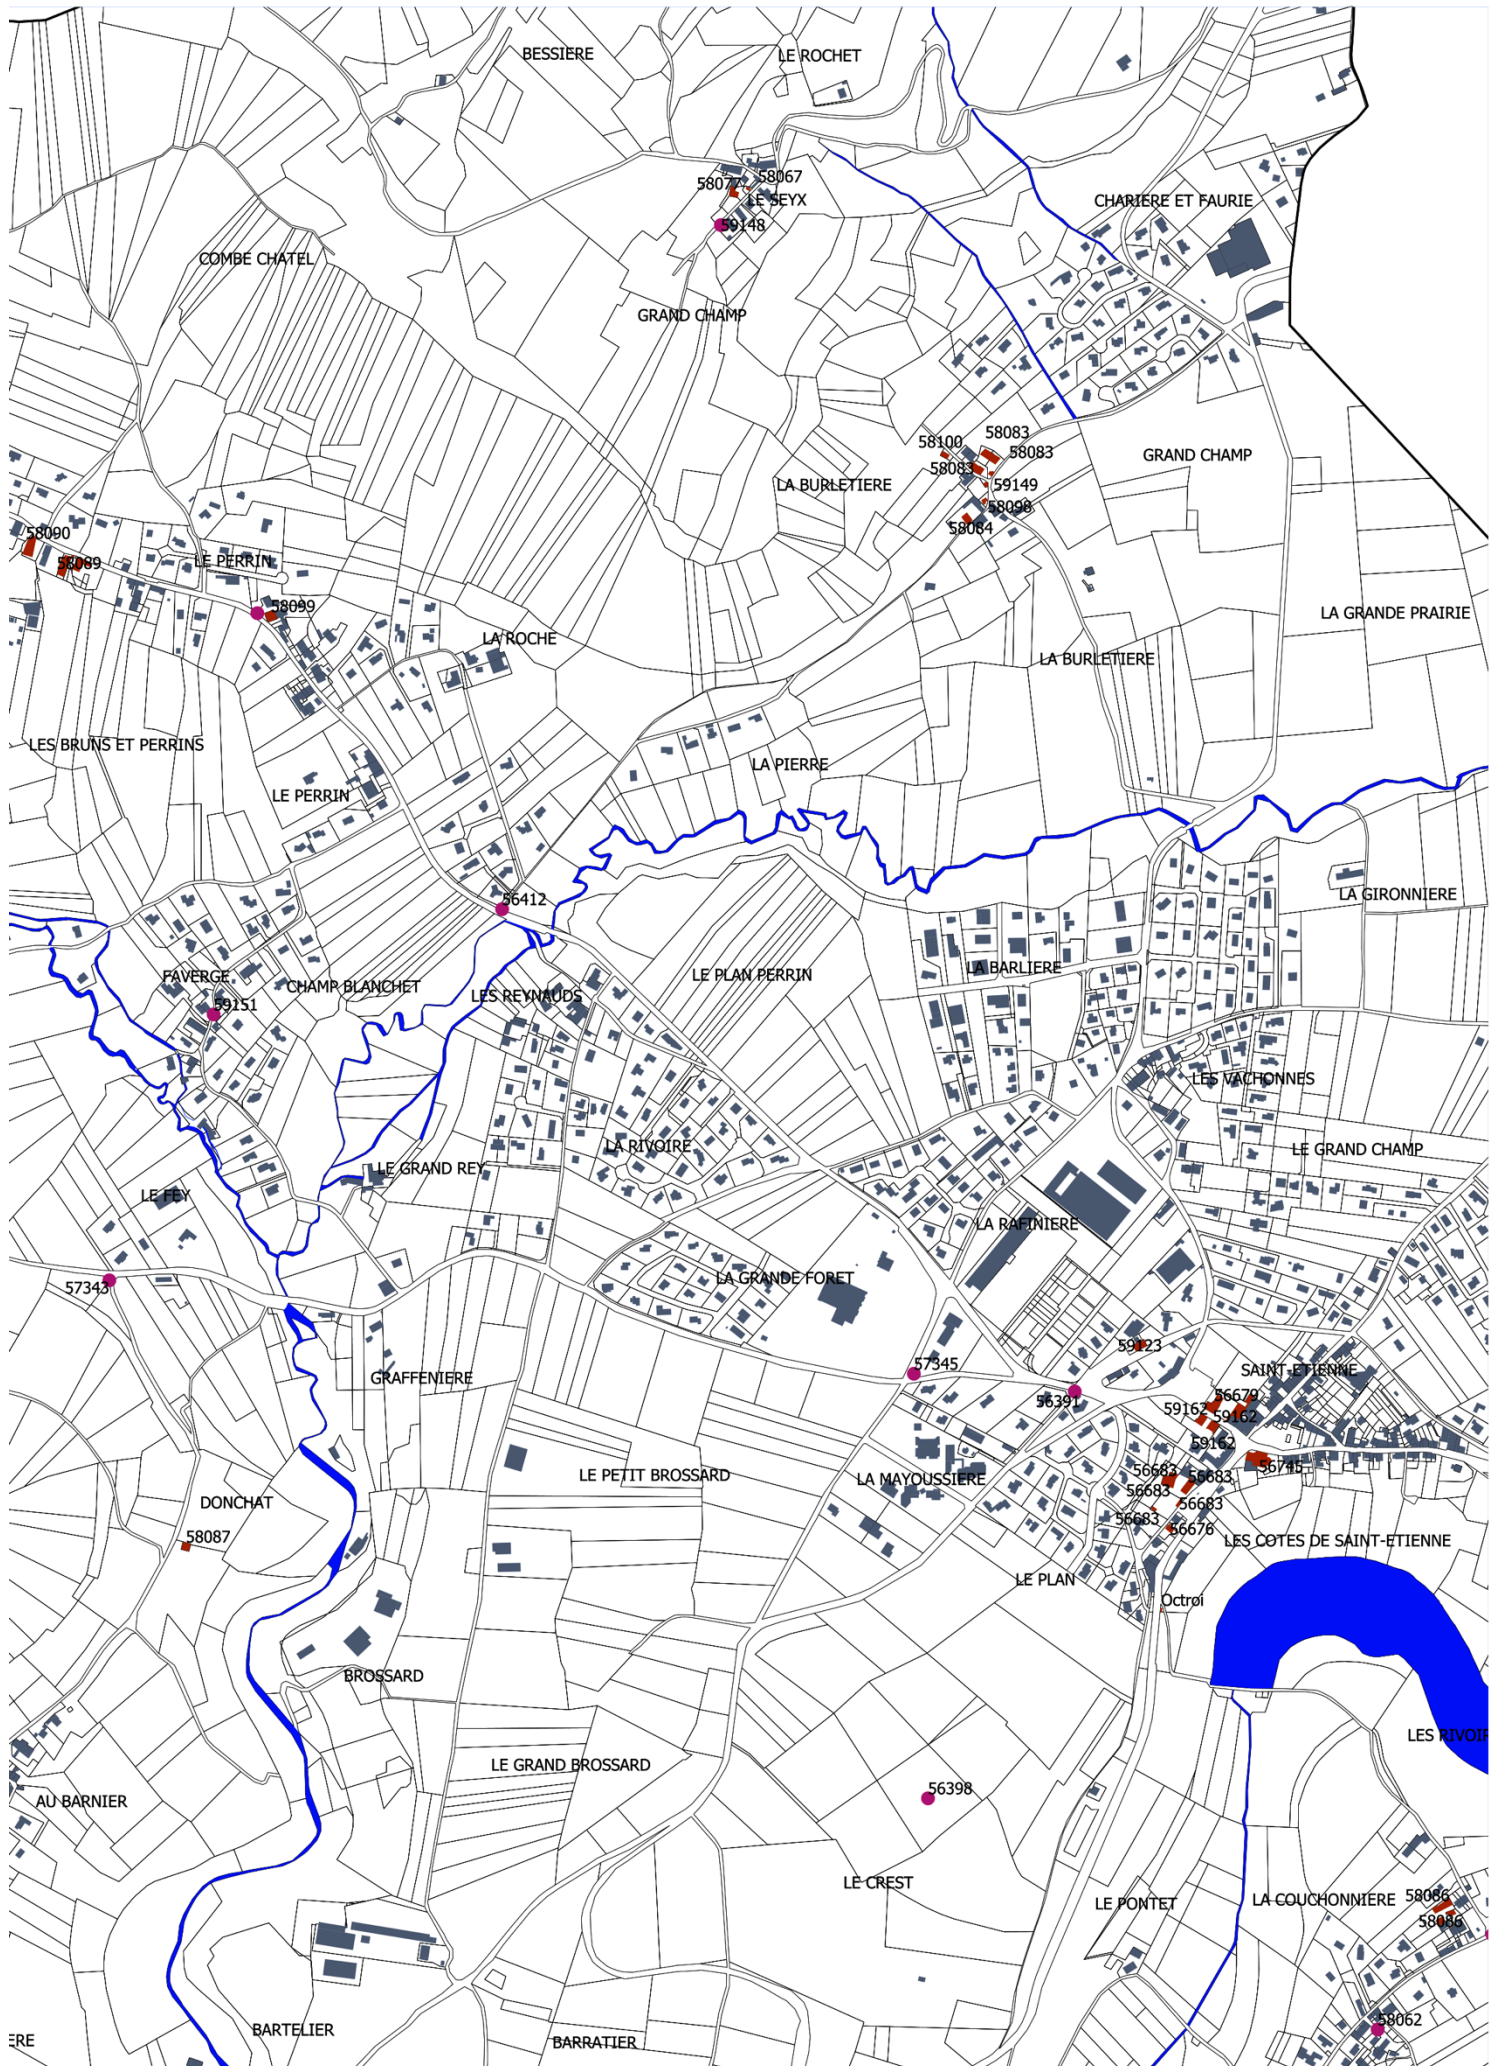 BESSIERE
LE ROCHET
58067
58077
LE SEYX
CHARIERE ET FAURIE
59148
COMBE CHATEL
GRAND CHAMP
58083
58100
58083
GRAND CHAMP
58083
LA BURLETIERE
59149
58098
58084
58090
58089
LE PERRIN
58099
LA GRANDE PRAIRIE
LA ROCHE
LA BURLETIERE
LES BRUNS ET PERRINS
LA PIERRE
LE PERRIN
LA GIRONNIERE
56412
LA BARLIERE
FAVERGE
LE PLAN PERRIN
CHAMP BLANCHET
LES REYNAUDS
59151
LES VACHONNES
LA RIVOIRE
LE GRAND CHAMP
LE GRAND REY
LE FEY
LA RAFINIERE
LA GRANDE FORET
57343
59123
57345
SAINT-ETIENNE
GRAFFENIERE
56391
56679
59162
59162
59162
56745
LE PETIT BROSSARD
56683
LA MAYOUSSIERE
56683
56683
DONCHAT
56683
56683
56676
58087
LES COTES DE SAINT-ETIENNE
LE PLAN
Octroi
BROSSARD
LE GRAND BROSSARD
56398
AU BARNIER
LE CREST
58086
LA COUCHONNIERE
LE PONTET
58086
58062
BARTELIER
BARRATIER